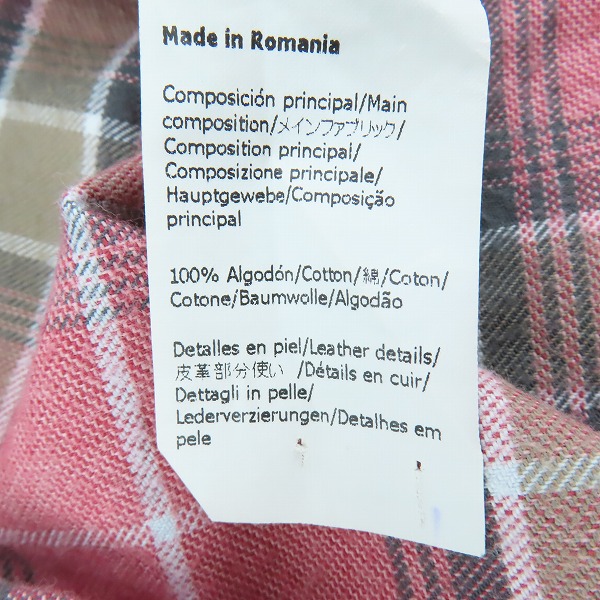 Made in Romania
Composición principal/Main
composition/メインファブリック/
Composition principal/
Composizione principale/
Hauptgewebe/Composição
principal
100% Algodón/Cotton/綿/Coton/
Cotone/Baumwolle/Algodão
Detalles en piel/Leather details/
皮革部分使い /Détails en cuir/
Dettagli in pelle/
Lederverzierungen/Detalhes em
pele